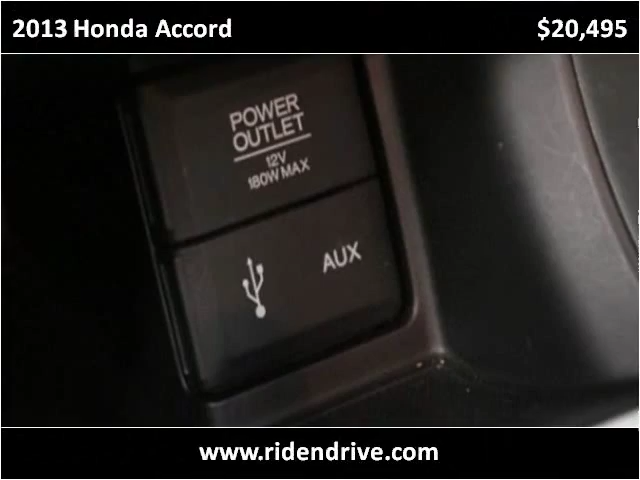 2013 Honda Accord
$20,495
POWER
OUTLET
12V
180W MAX
AUX
www.ridendrive.com